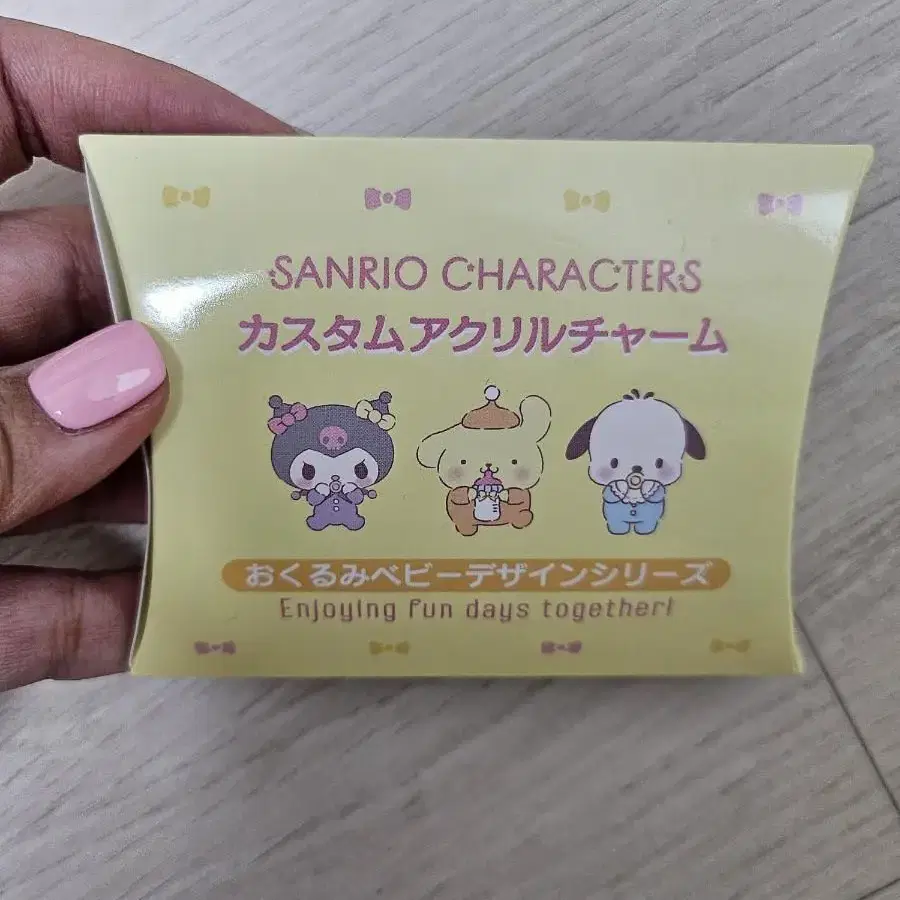 SANRIO CHARACTERS
カスタムアクリルチャーム
おくるみベビーデザインシリーズ
Enjoying fun days together!